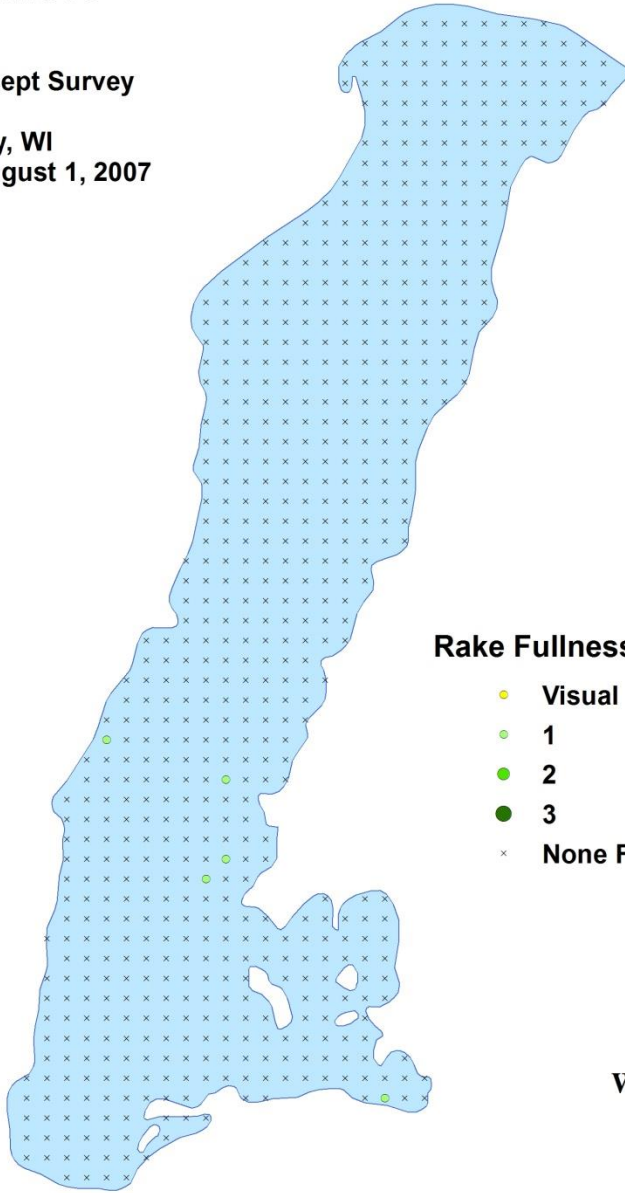 ept Survey
y, WI
gust 1, 2007
Rake Fullness
Visual
1
2
3
None F